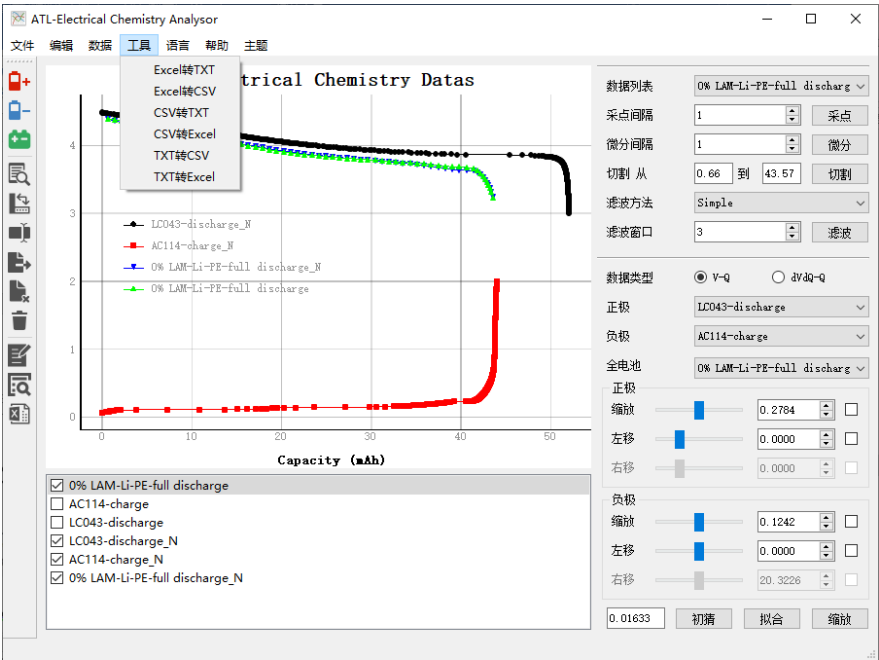 ATL-Electrical Chemistry Analysor
文件 编辑 数据 工具 语言 帮助 主题
Excel转TXT
Excel转CSV
CSV转TXT
CSV转Excel
TXT转CSV
TXT转Excel
trical Chemistry Datas
4
3
2
1
0
0 10 20 30 40 50
Capacity (mAh)
LC043-discharge_N
AC114-charge_N
0% LAM-Li-PE-full discharge_N
0% LAM-Li-PE-full discharge
0% LAM-Li-PE-full discharge
AC114-charge
LC043-discharge
LC043-discharge_N
AC114-charge_N
0% LAM-Li-PE-full discharge_N
数据列表 0% LAM-Li-PE-full discharg
采点间隔 1 采点
微分间隔 1 微分
切割 从 0.66 到 43.57 切割
滤波方法 Simple
滤波窗口 3 滤波
数据类型 V-Q dVdQ-Q
正极 LC043-discharge
负极 AC114-charge
全电池 0% LAM-Li-PE-full discharg
正极
缩放 0.2784
左移 0.0000
右移 0.0000
负极
缩放 0.1242
左移 0.0000
右移 20.3226
0.01633 初猜 拟合 缩放